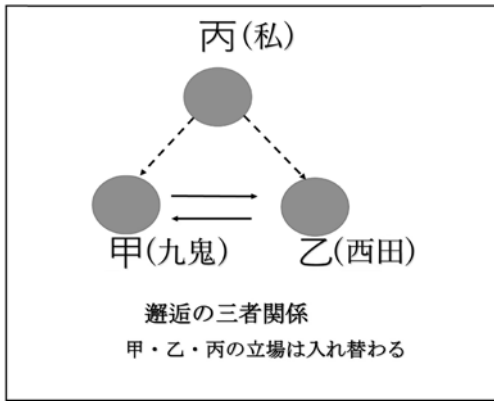 丙(私)
甲(九鬼)
乙(西田)
邂逅の三者関係
甲・乙・丙の立場は入れ替わる